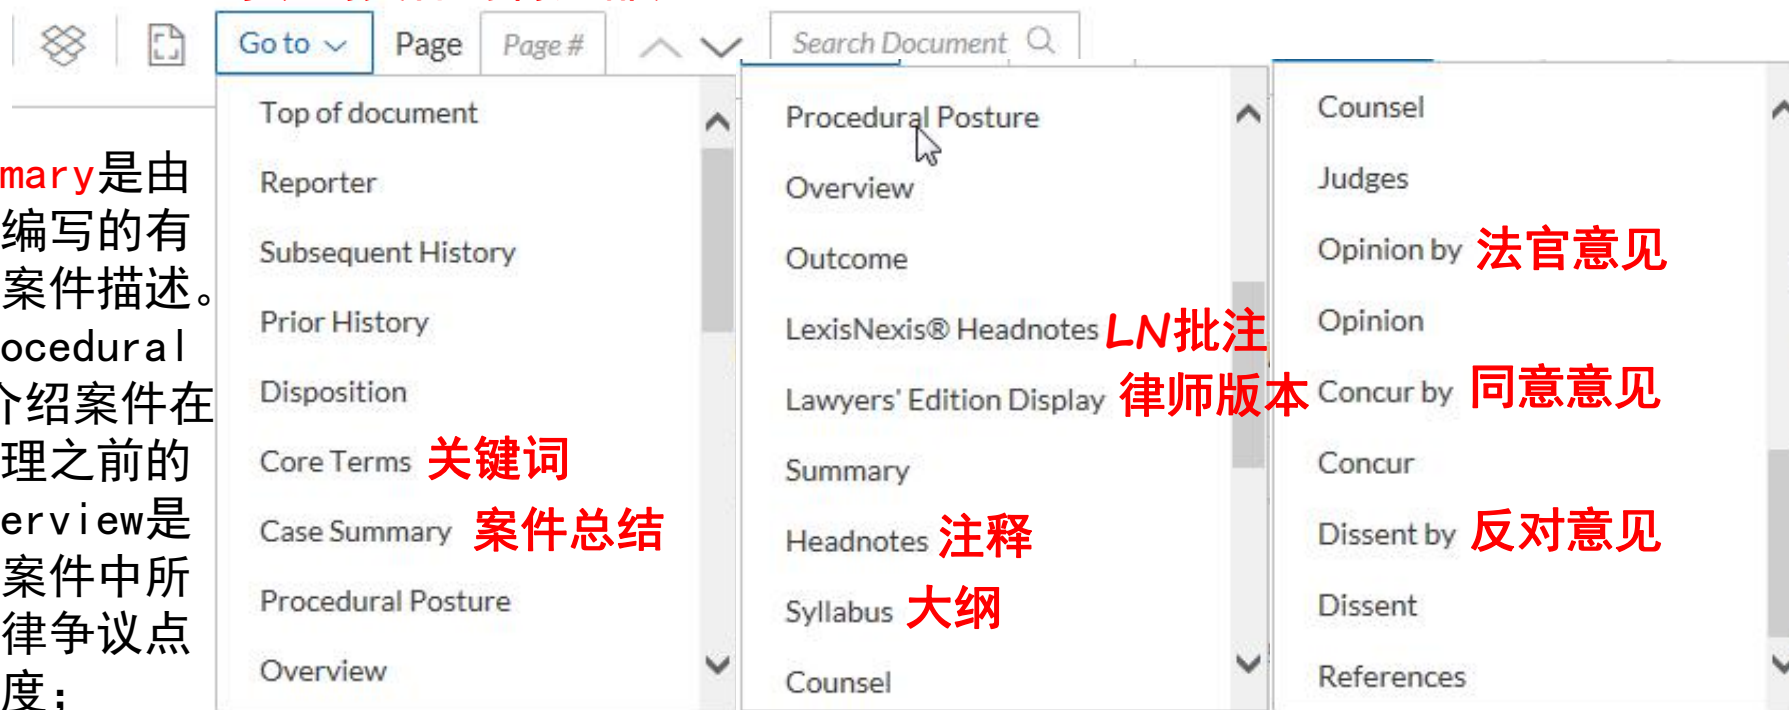 Go to Page Page # Search Document
mary是由
编写的有
案件描述。
ocedural
介绍案件在
理之前的
erview是
案件中所
律争议点
度；
Top of document
Reporter
Subsequent History
Prior History
Disposition
Core Terms 关键词
Case Summary 案件总结
Procedural Posture
Overview
Procedural Posture
Overview
Outcome
LexisNexis® Headnotes LN批注
Lawyers' Edition Display 律师版本
Summary
Headnotes 注释
Syllabus 大纲
Counsel
Counsel
Judges
Opinion by 法官意见
Opinion
Concur by 同意意见
Concur
Dissent by 反对意见
Dissent
References